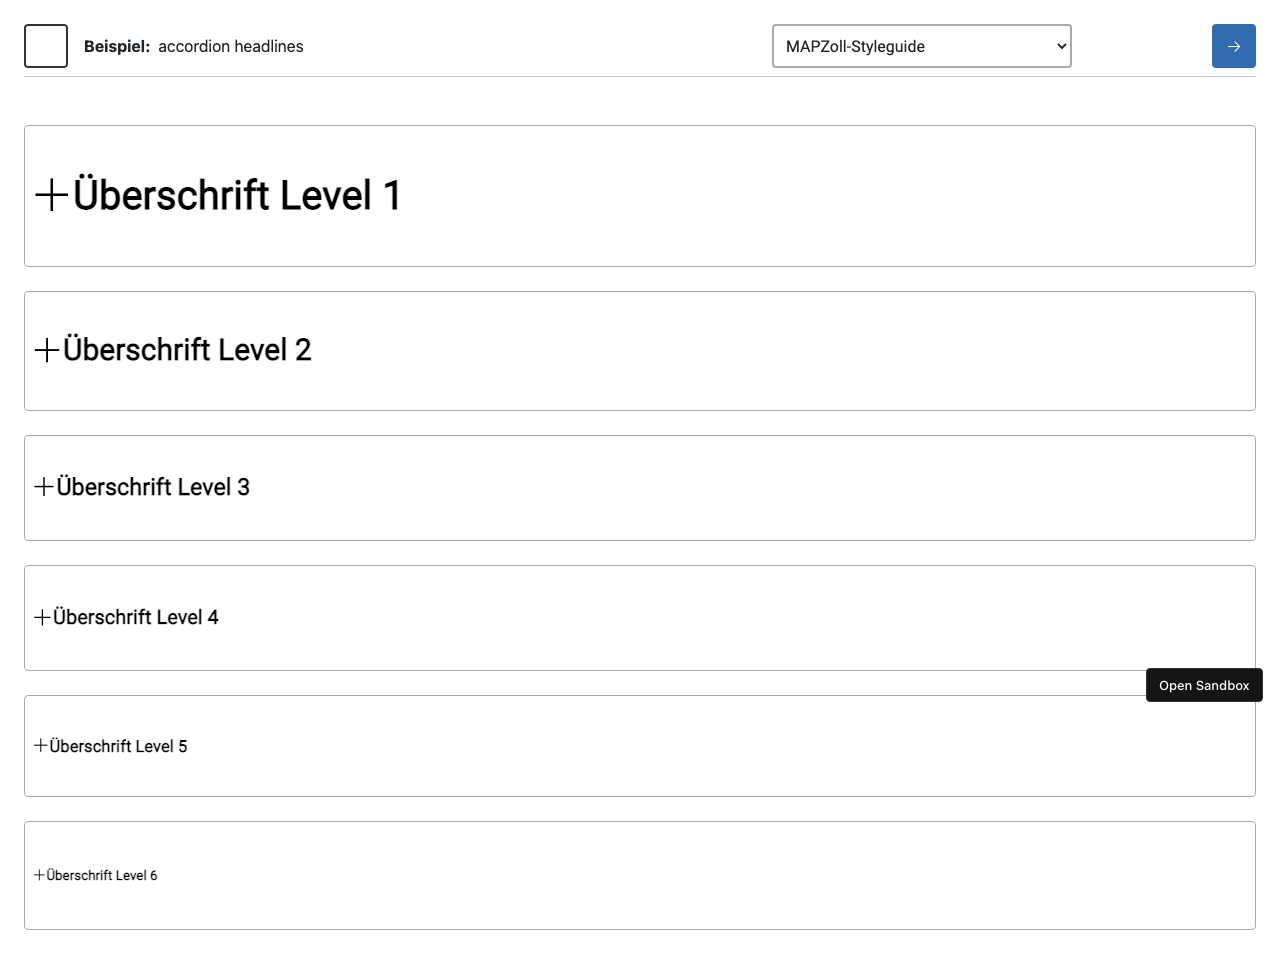 Beispiel: accordion headlines
MAPZoll-Styleguide
Überschrift Level 1
Überschrift Level 2
Überschrift Level 3
Überschrift Level 4
Open Sandbox
Überschrift Level 5
Überschrift Level 6